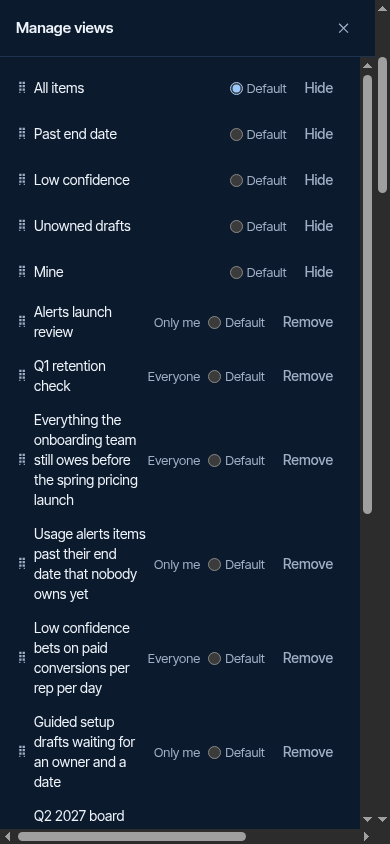 Manage views
All items Default Hide
Past end date Default Hide
Low confidence Default Hide
Unowned drafts Default Hide
Mine Default Hide
Alerts launch
review
Only me Default Remove
Q1 retention
check
Everyone Default Remove
Everything the
onboarding team
still owes before
the spring pricing
launch
Everyone Default Remove
Usage alerts items
past their end
date that nobody
owns yet
Only me Default Remove
Low confidence
bets on paid
conversions per
rep per day
Everyone Default Remove
Guided setup
drafts waiting for
an owner and a
date
Only me Default Remove
Q2 2027 board